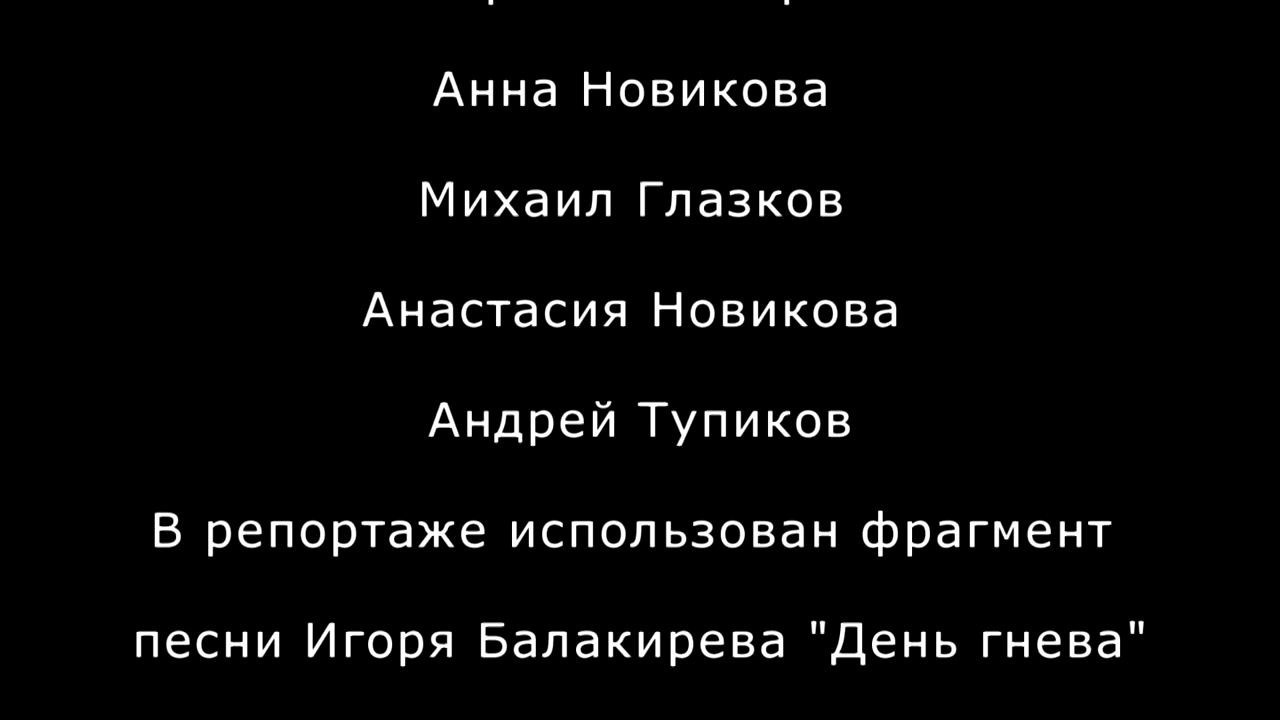 Анна Новикова
Михаил Глазков
Анастасия Новикова
Андрей Тупиков
В репортаже использован фрагмент
песни Игоря Балакирева "День гнева"